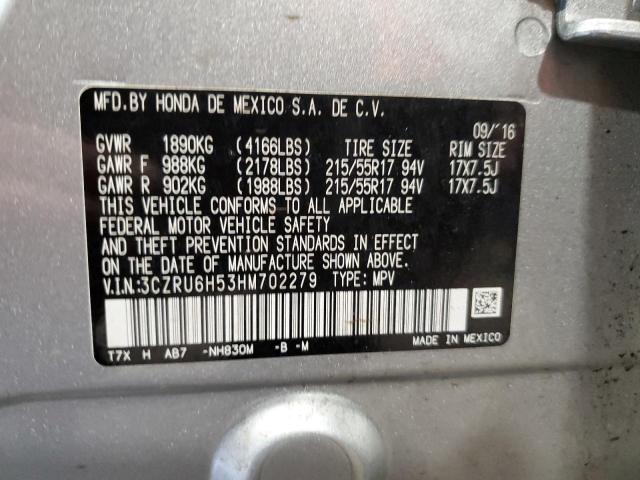 MFD.BY HONDA DE MEXICO S.A. DE C.V.
09/´16
GVWR 1890KG (4166LBS) TIRE SIZE RIM SIZE
GAWR F 988KG (2178LBS) 215/55R17 94V 17X7.5J
GAWR R 902KG (1988LBS) 215/55R17 94V 17X7.5J
THIS VEHICLE CONFORMS TO ALL APPLICABLE
FEDERAL MOTOR VEHICLE SAFETY
AND THEFT PREVENTION STANDARDS IN EFFECT
ON THE DATE OF MANUFACTURE SHOWN ABOVE.
V.I.N:3CZRU6H53HM702279 TYPE: MPV
T7X H AB7 -NH830M -B -M
MADE IN MEXICO